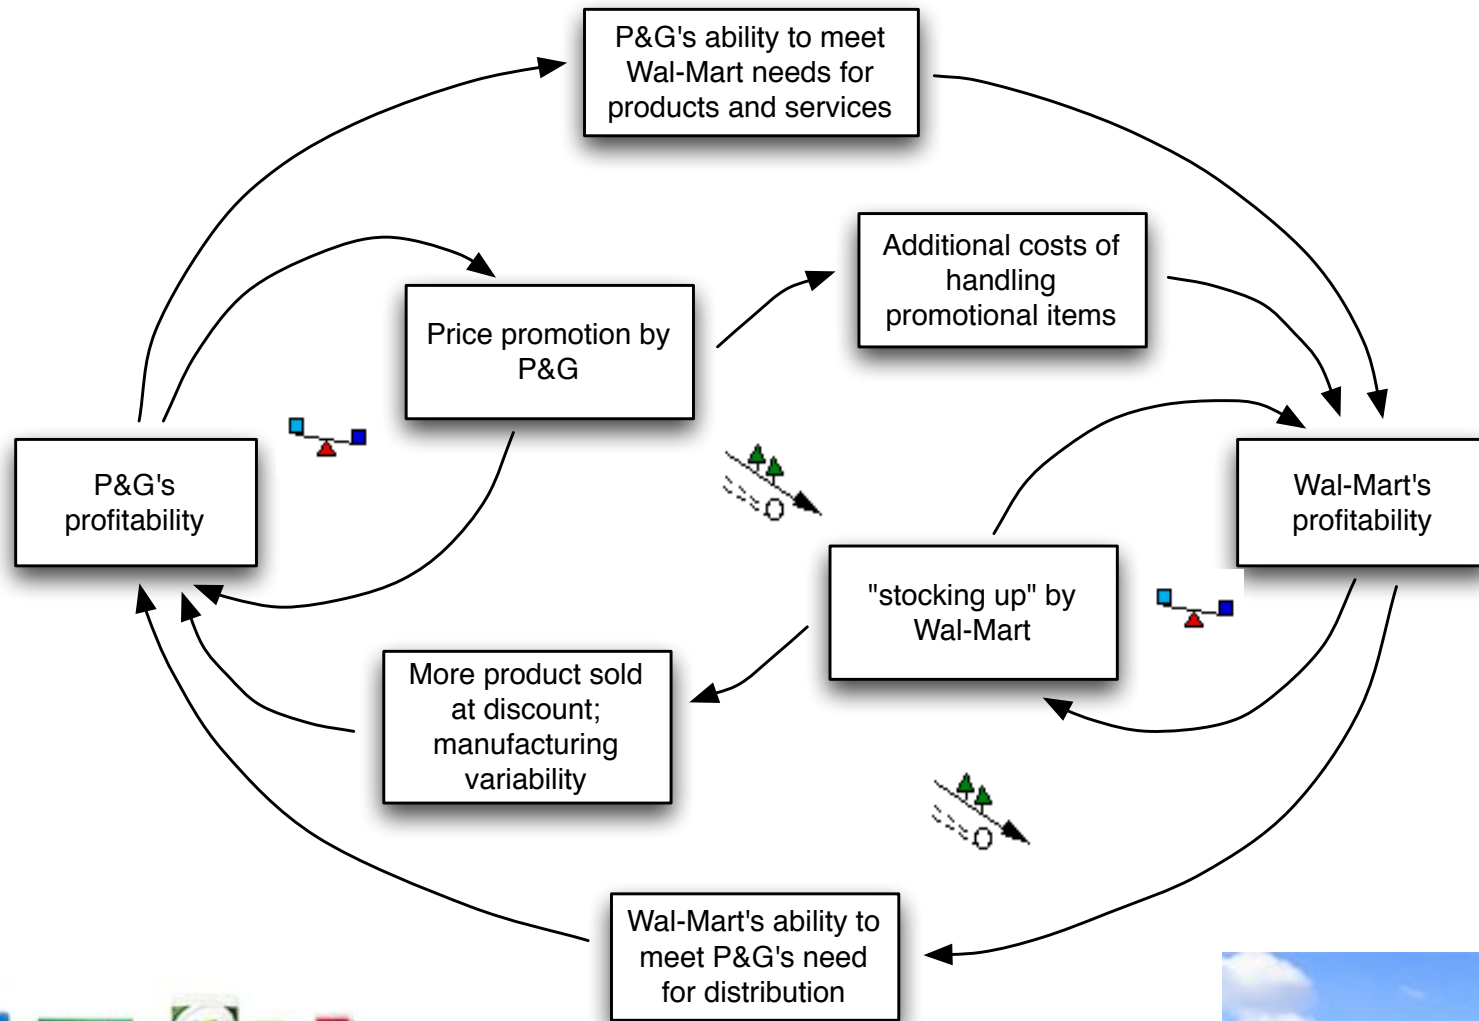 P&G's ability to meet
Wal-Mart needs for
products and services
Additional costs of
handling
promotional items
Price promotion by
P&G
P&G's
profitability
Wal-Mart's
profitability
"stocking up" by
Wal-Mart
More product sold
at discount;
manufacturing
variability
Wal-Mart's ability to
meet P&G's need
for distribution